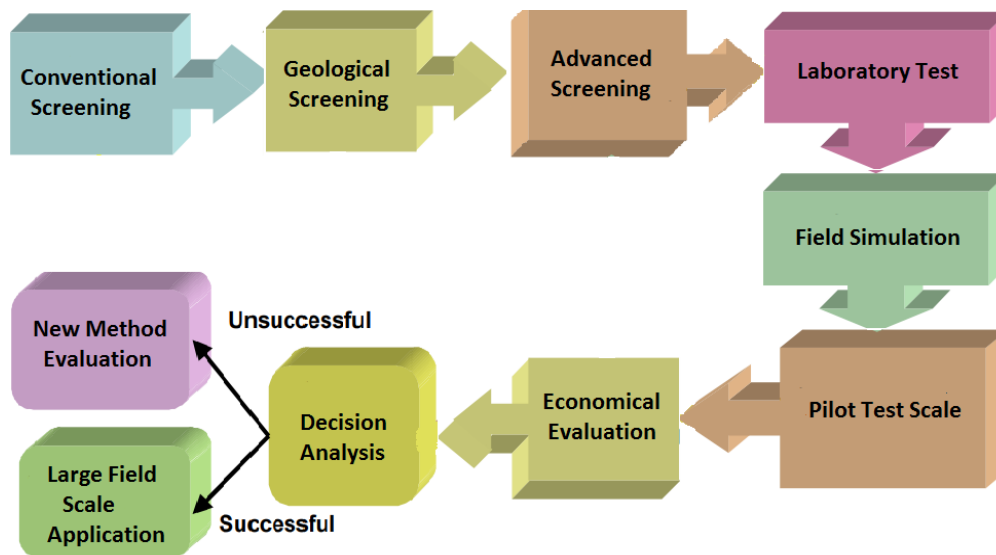 Conventional
Screening
Geological
Screening
Advanced
Screening
Laboratory Test
Field Simulation
Pilot Test Scale
Economical
Evaluation
Decision
Analysis
Unsuccessful
New Method
Evaluation
Successful
Large Field
Scale
Application